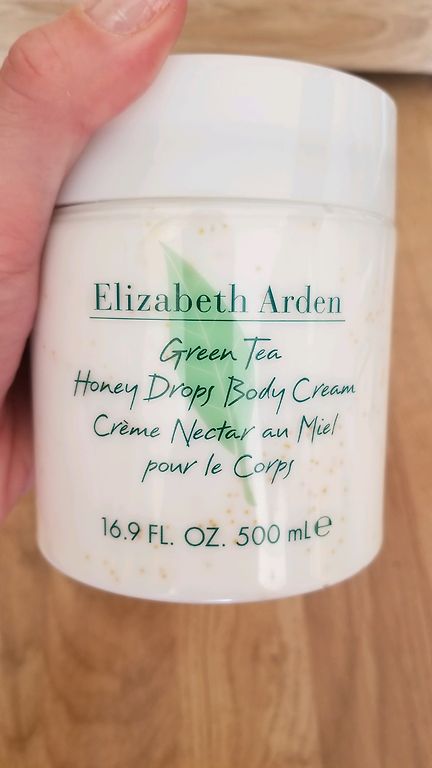 Elizabeth Arden
Green Tea
Honey Drops Body Cream
Crème Nectar au Miel
pour le Corps
16.9 FL. OZ. 500 mL℮